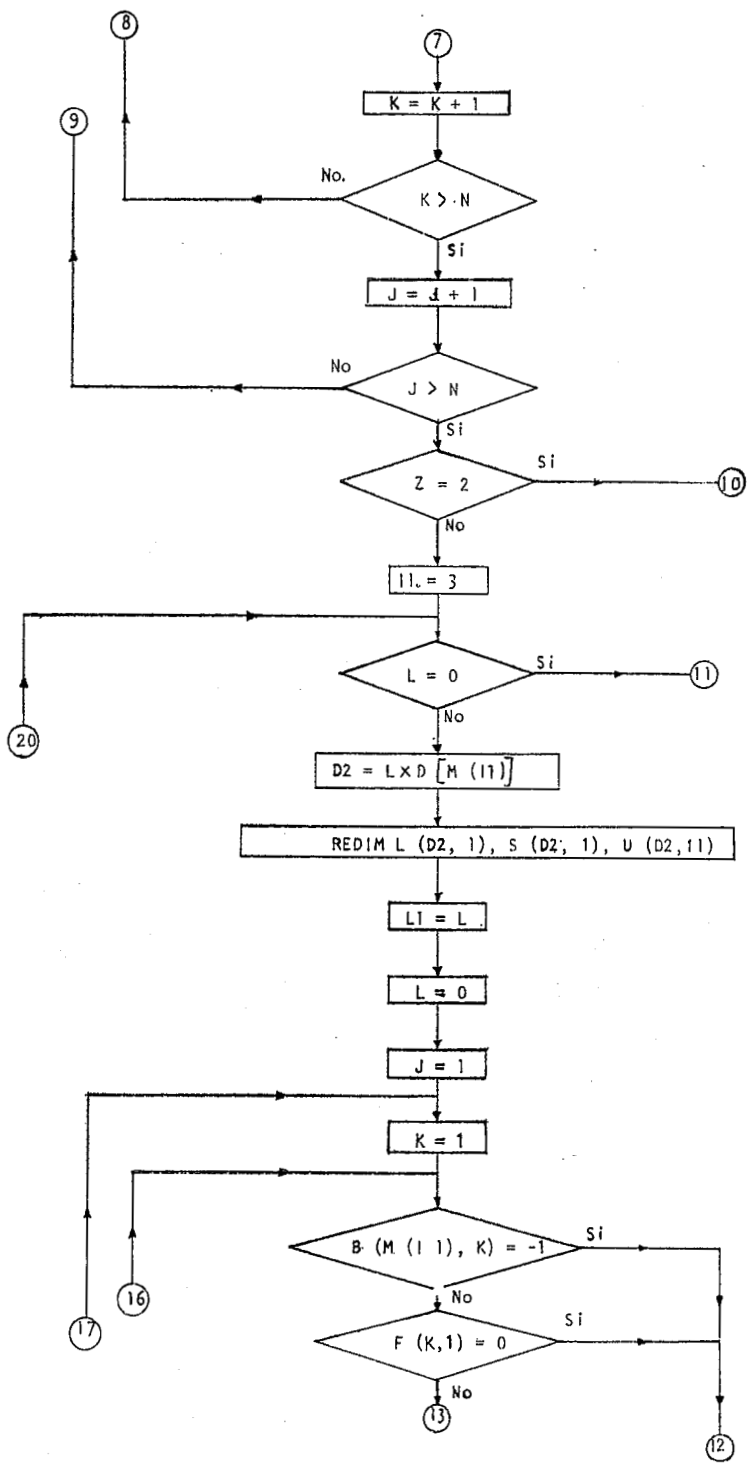 8
7
K = K + 1
9
No.
K > N
Si
J = J + 1
No
J > N
Si
Si
Z = 2
10
No
I1. = 3
Si
L = 0
11
No
20
D2 = L X D [M (I1)]
REDIM L (D2, 1), S (D2, 1), U (D2,I1)
L1 = L
L = 0
J = 1
K = 1
Si
B (M (I 1), K) = -1
16
No
Si
17
F (K,1) = 0
No
13
12